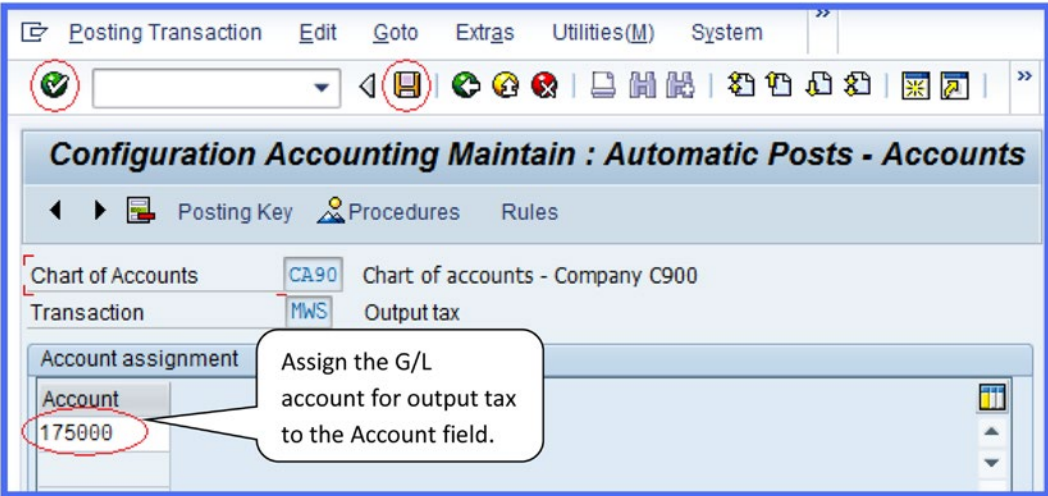 Posting Transaction Edit Goto Extras Utilities(M) System »
»
Configuration Accounting Maintain : Automatic Posts - Accounts
Posting Key Procedures Rules
Chart of Accounts CA90 Chart of accounts - Company C900
Transaction MWS Output tax
Account assignment
Account
175000
Assign the G/L
account for output tax
to the Account field.